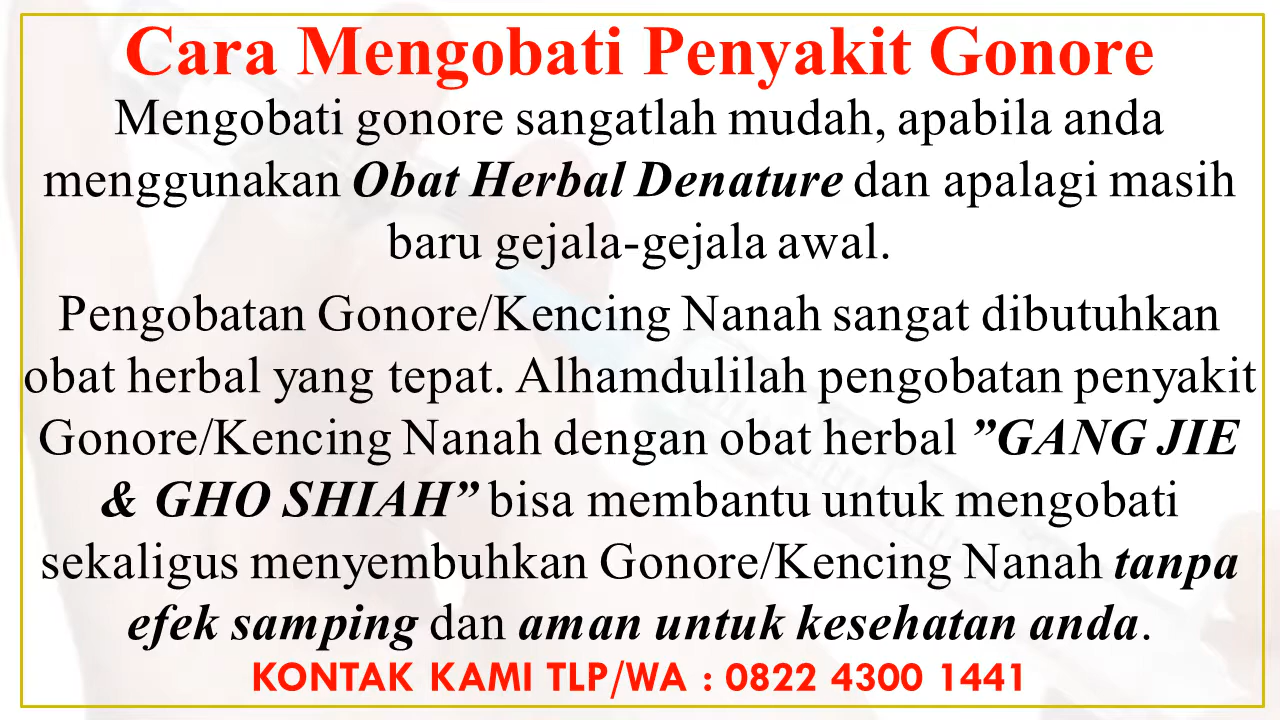 Cara Mengobati Penyakit Gonore
Mengobati gonore sangatlah mudah, apabila anda
menggunakan Obat Herbal Denature dan apalagi masih
baru gejala-gejala awal.
Pengobatan Gonore/Kencing Nanah sangat dibutuhkan
obat herbal yang tepat. Alhamdulilah pengobatan penyakit
Gonore/Kencing Nanah dengan obat herbal ”GANG JIE
& GHO SHIAH” bisa membantu untuk mengobati
sekaligus menyembuhkan Gonore/Kencing Nanah tanpa
efek samping dan aman untuk kesehatan anda.
KONTAK KAMI TLP/WA : 0822 4300 1441